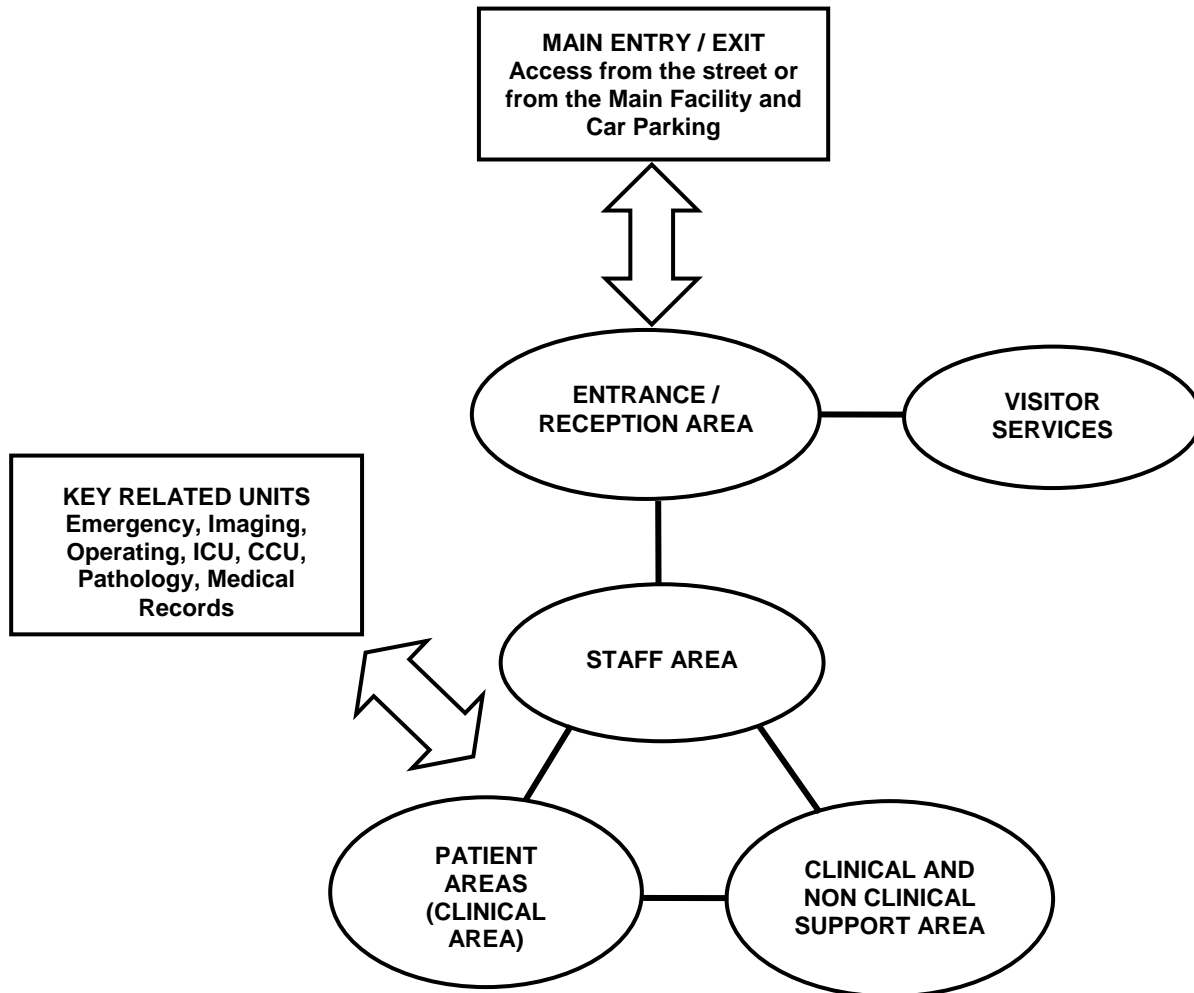 MAIN ENTRY / EXIT
Access from the street or
from the Main Facility and
Car Parking
ENTRANCE /
RECEPTION AREA
VISITOR
SERVICES
KEY RELATED UNITS
Emergency, Imaging,
Operating, ICU, CCU,
Pathology, Medical
Records
STAFF AREA
PATIENT
AREAS
(CLINICAL
AREA)
CLINICAL AND
NON CLINICAL
SUPPORT AREA